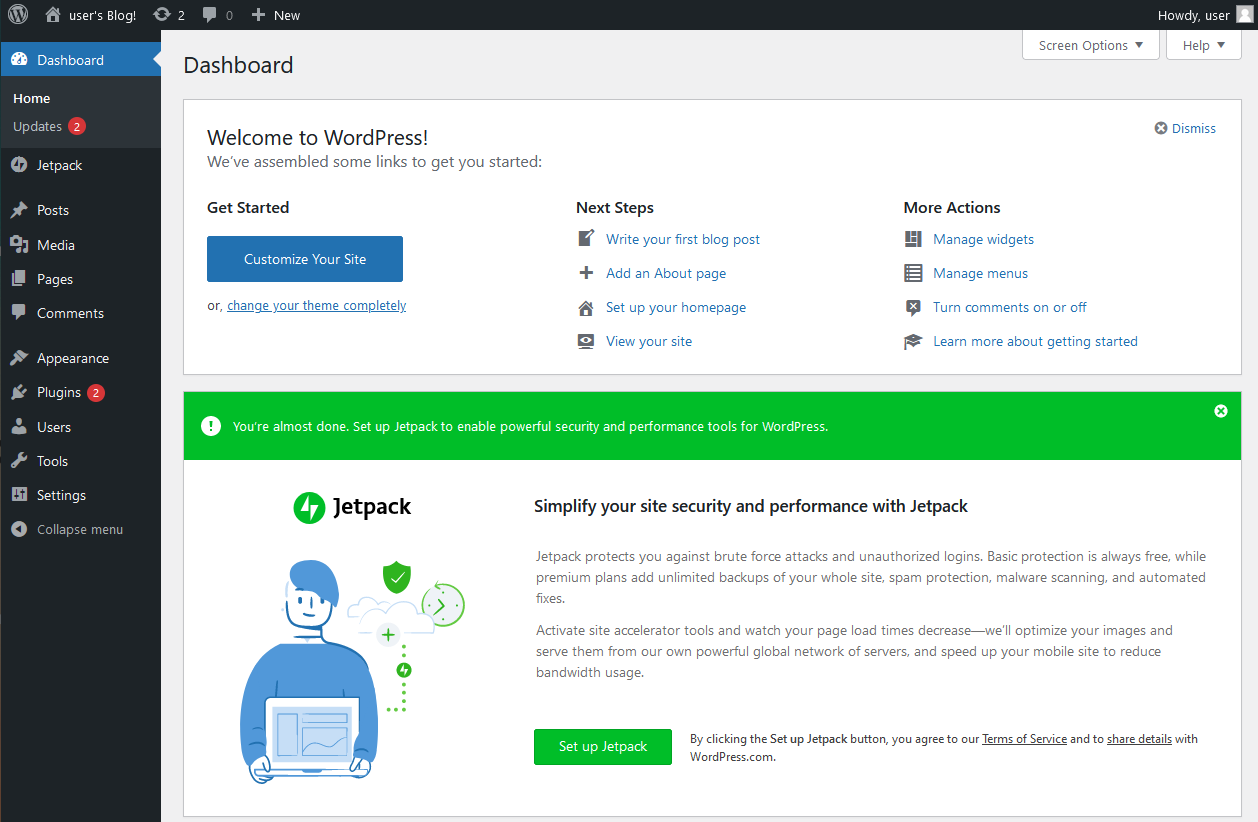 user's Blog! 2 0 New Howdy, user
Dashboard
Home
Updates 2
Jetpack
Posts
Media
Pages
Comments
Appearance
Plugins 2
Users
Tools
Settings
Collapse menu
Screen Options Help
Dashboard
Welcome to WordPress!
Dismiss
We've assembled some links to get you started:
Get Started
Customize Your Site
or, change your theme completely
Next Steps
Write your first blog post
Add an About page
Set up your homepage
View your site
More Actions
Manage widgets
Manage menus
Turn comments on or off
Learn more about getting started
You're almost done. Set up Jetpack to enable powerful security and performance tools for WordPress.
Jetpack
Simplify your site security and performance with Jetpack
Jetpack protects you against brute force attacks and unauthorized logins. Basic protection is always free, while
premium plans add unlimited backups of your whole site, spam protection, malware scanning, and automated
fixes.
Activate site accelerator tools and watch your page load times decrease—we'll optimize your images and
serve them from our own powerful global network of servers, and speed up your mobile site to reduce
bandwidth usage.
Set up Jetpack
By clicking the Set up Jetpack button, you agree to our Terms of Service and to share details with
WordPress.com.